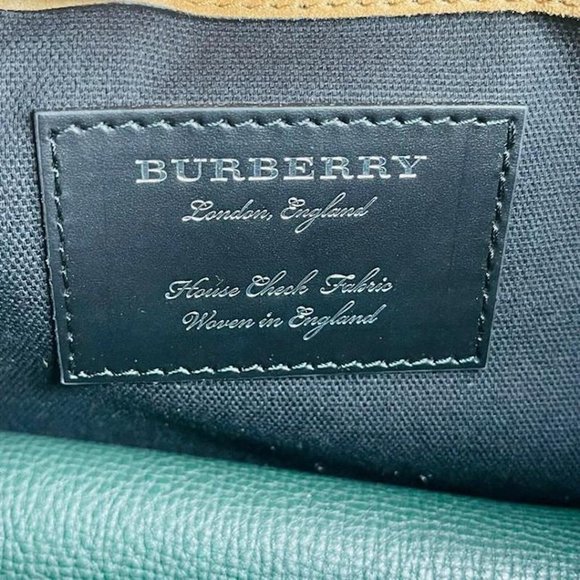 BURBERRY
London, England
House Check Fabric
Woven in England